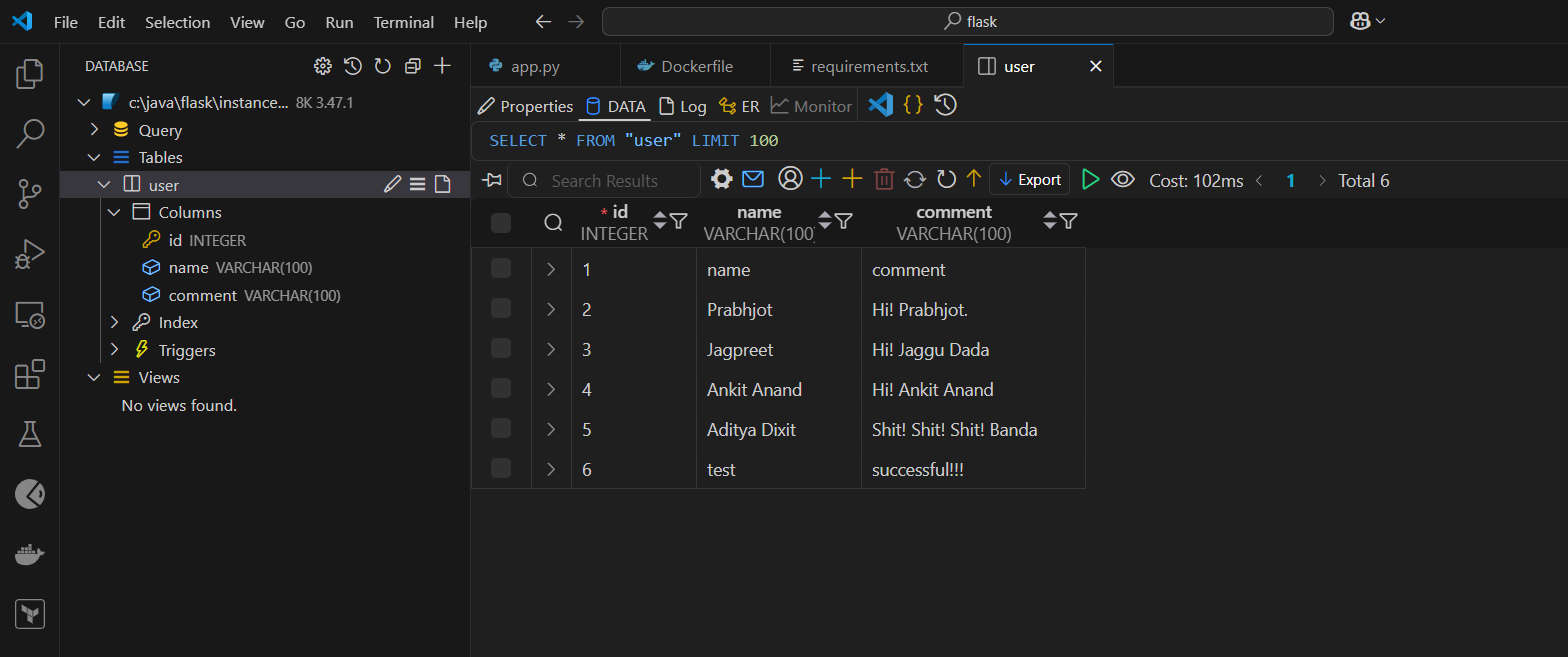 File Edit Selection View Go Run Terminal Help
flask
DATABASE
c:\java\flask\instance... 8K 3.47.1
Query
Tables
user
Columns
id INTEGER
name VARCHAR(100)
comment VARCHAR(100)
Index
Triggers
Views
No views found.
app.py Dockerfile requirements.txt user
Properties DATA Log ER Monitor
SELECT * FROM "user" LIMIT 100
Search Results Export Cost: 102ms 1 Total 6
* id name comment
INTEGER VARCHAR(100) VARCHAR(100)
1 name comment
2 Prabhjot Hi! Prabhjot.
3 Jagpreet Hi! Jaggu Dada
4 Ankit Anand Hi! Ankit Anand
5 Aditya Dixit Shit! Shit! Shit! Banda
6 test successful!!!